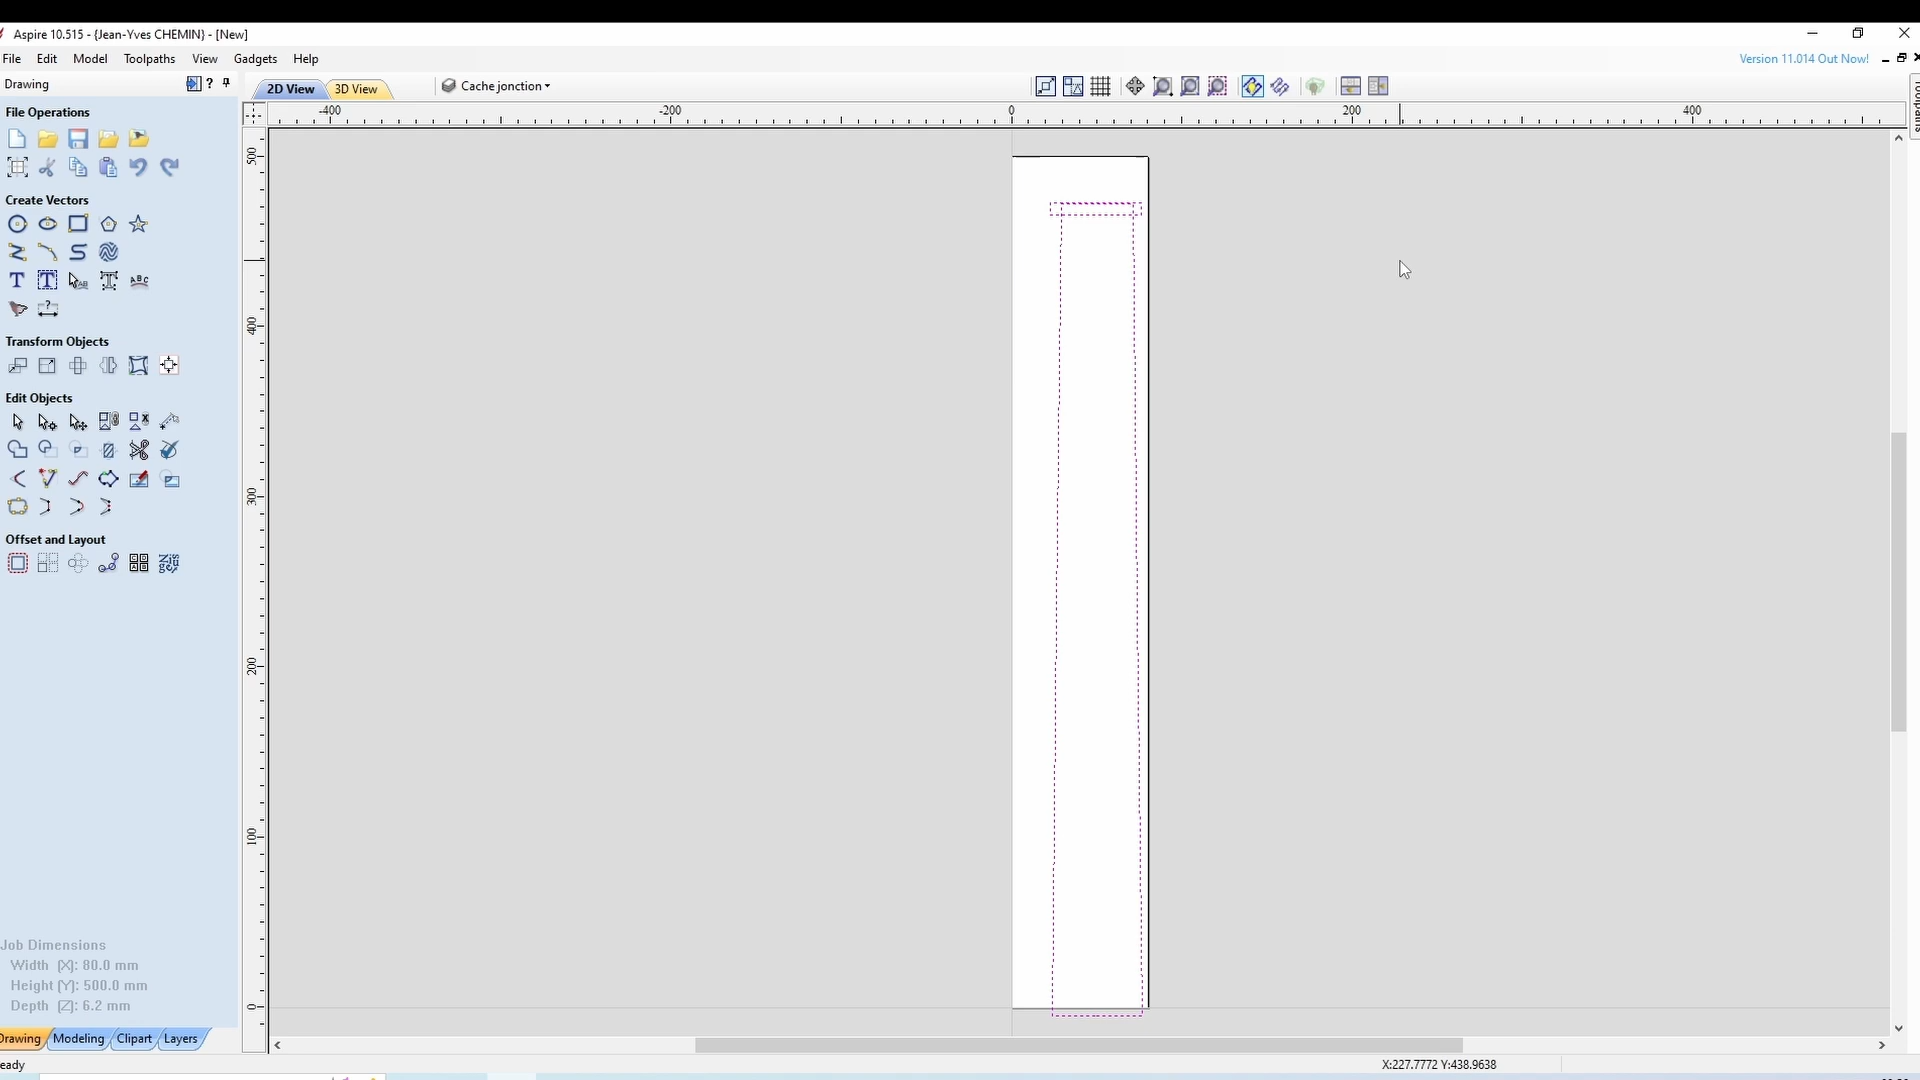 Aspire 10.515 - {Jean-Yves CHEMIN} - [New]
File Edit Model Toolpaths View Gadgets Help
Version 11.014 Out Now!
Drawing
2D View 3D View Cache jonction
-400 -200 0 200 400
File Operations
Create Vectors
Transform Objects
Edit Objects
Offset and Layout
500
400
300
200
100
0
Job Dimensions
Width (X): 80.0 mm
Height (Y): 500.0 mm
Depth (Z): 6.2 mm
Drawing Modeling Clipart Layers
eady
X:227.7772 Y:438.9638